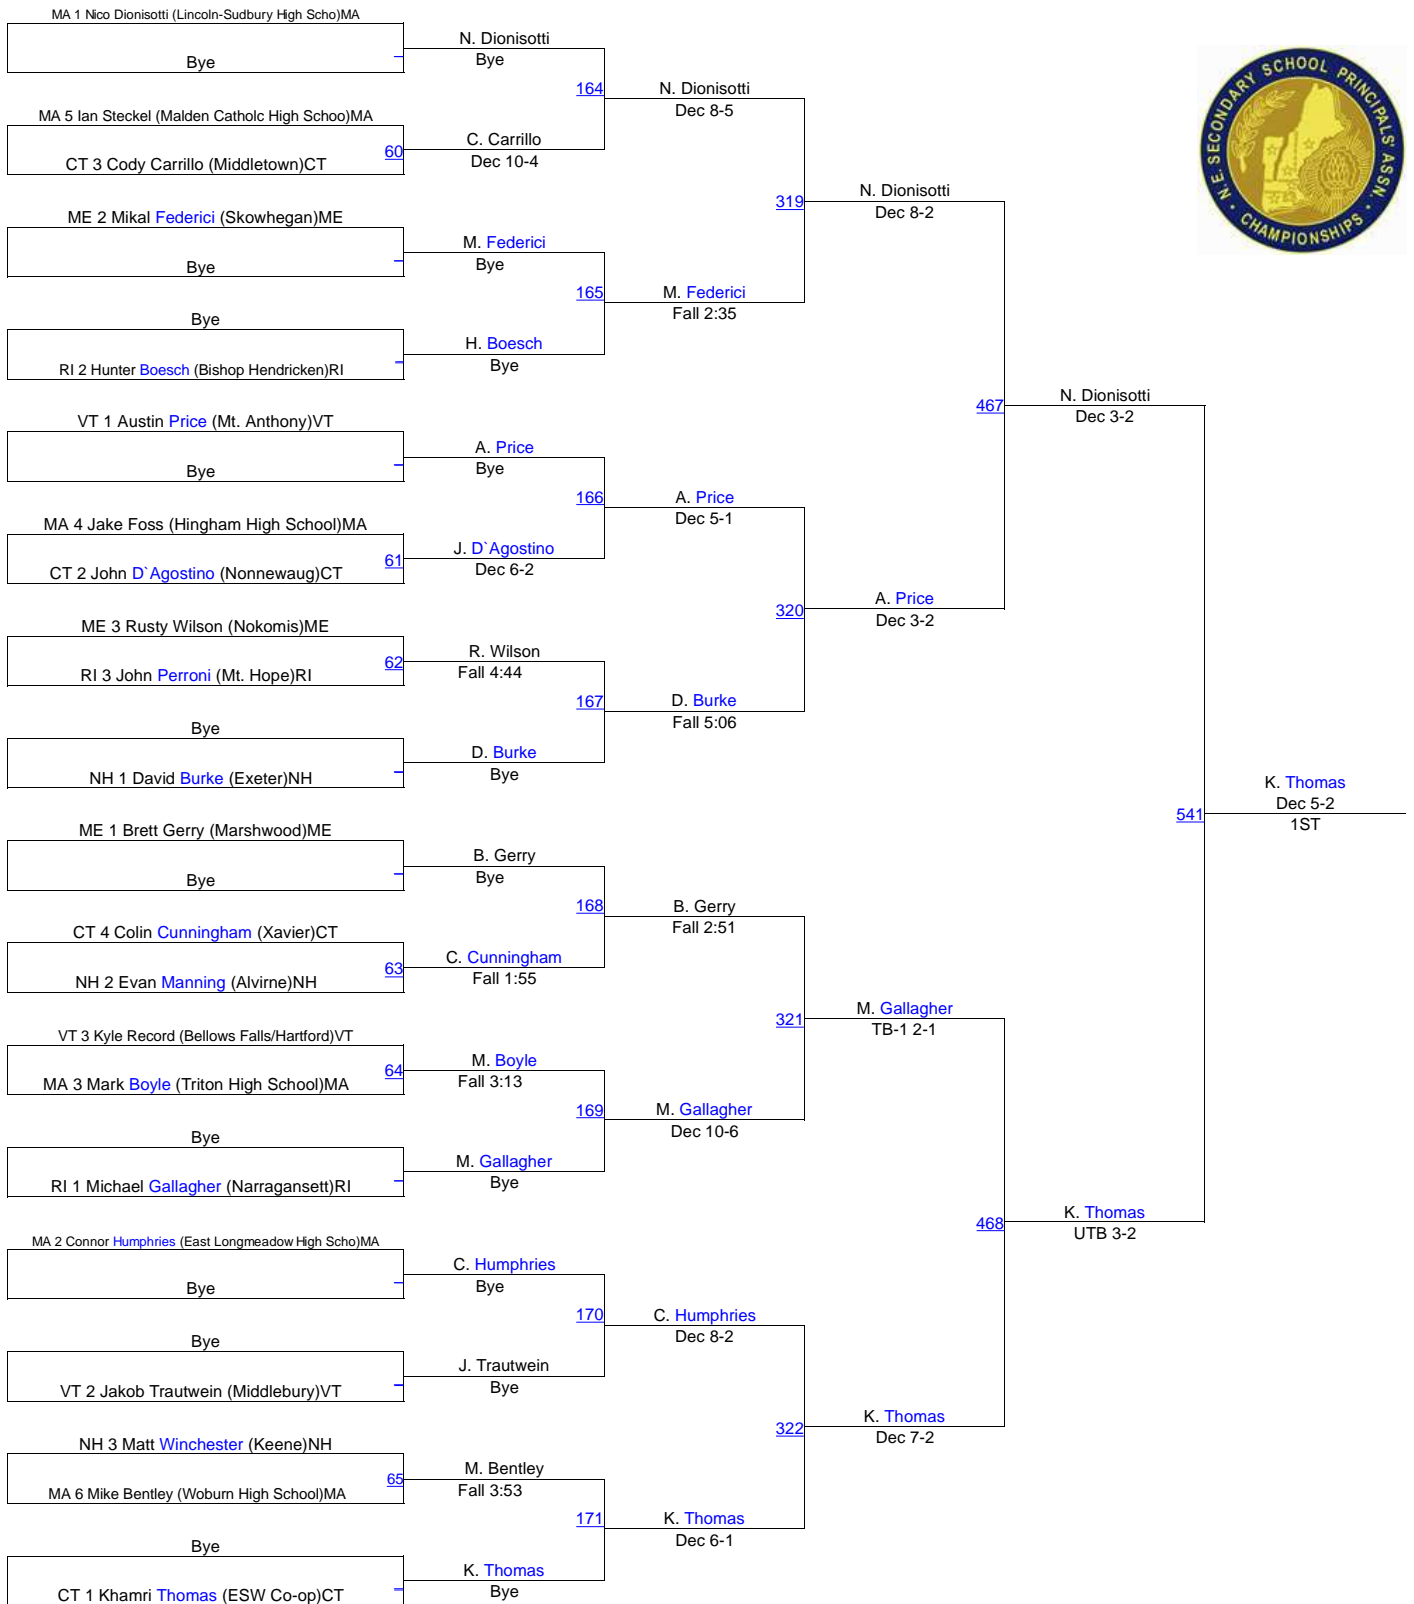 MA 1 Nico Dionisotti (Lincoln-Sudbury High Scho)MA
Bye
N. Dionisotti
Bye
164
MA 5 Ian Steckel (Malden Catholc High Schoo)MA
CT 3 Cody Carrillo (Middletown)CT
60
C. Carrillo
Dec 10-4
N. Dionisotti
Dec 8-5
319
ME 2 Mikal Federici (Skowhegan)ME
Bye
M. Federici
Bye
165
Bye
RI 2 Hunter Boesch (Bishop Hendricken)RI
H. Boesch
Bye
M. Federici
Fall 2:35
N. Dionisotti
Dec 8-2
467
VT 1 Austin Price (Mt. Anthony)VT
Bye
A. Price
Bye
166
MA 4 Jake Foss (Hingham High School)MA
CT 2 John D`Agostino (Nonnewaug)CT
61
J. D`Agostino
Dec 6-2
A. Price
Dec 5-1
320
ME 3 Rusty Wilson (Nokomis)ME
RI 3 John Perroni (Mt. Hope)RI
62
R. Wilson
Fall 4:44
167
Bye
NH 1 David Burke (Exeter)NH
D. Burke
Bye
D. Burke
Fall 5:06
A. Price
Dec 3-2
N. Dionisotti
Dec 3-2
541
ME 1 Brett Gerry (Marshwood)ME
Bye
B. Gerry
Bye
168
CT 4 Colin Cunningham (Xavier)CT
NH 2 Evan Manning (Alvirne)NH
63
C. Cunningham
Fall 1:55
B. Gerry
Fall 2:51
321
VT 3 Kyle Record (Bellows Falls/Hartford)VT
MA 3 Mark Boyle (Triton High School)MA
64
M. Boyle
Fall 3:13
169
Bye
RI 1 Michael Gallagher (Narragansett)RI
M. Gallagher
Bye
M. Gallagher
Dec 10-6
M. Gallagher
TB-1 2-1
468
MA 2 Connor Humphries (East Longmeadow High Scho)MA
Bye
C. Humphries
Bye
170
Bye
VT 2 Jakob Trautwein (Middlebury)VT
J. Trautwein
Bye
C. Humphries
Dec 8-2
322
NH 3 Matt Winchester (Keene)NH
MA 6 Mike Bentley (Woburn High School)MA
65
M. Bentley
Fall 3:53
171
Bye
CT 1 Khamri Thomas (ESW Co-op)CT
K. Thomas
Bye
K. Thomas
Dec 6-1
K. Thomas
Dec 7-2
K. Thomas
UTB 3-2
K. Thomas
Dec 5-2
1ST
N.E. SECONDARY SCHOOL PRINCIPALS' ASSN.
• CHAMPIONSHIPS •